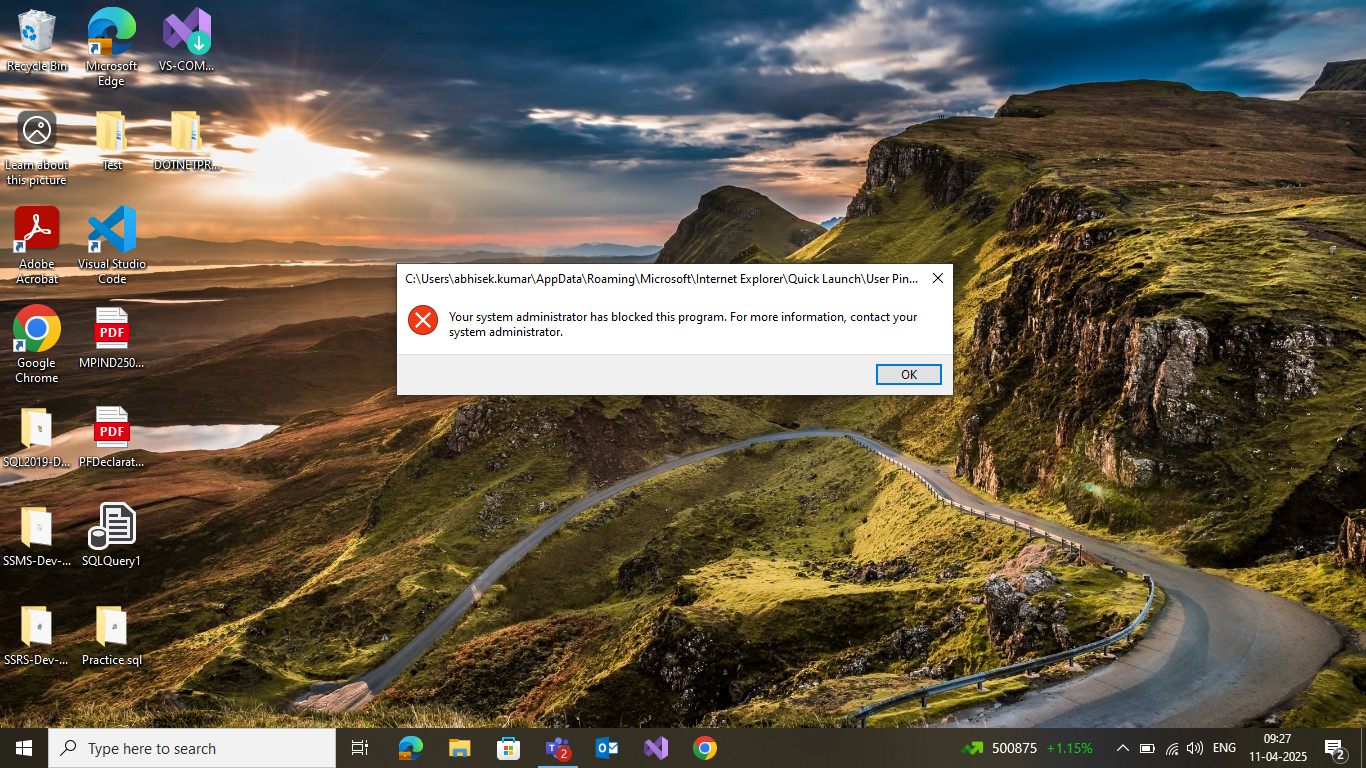 Recycle Bin
Microsoft
Edge
VS-COM...
Learn about
this picture
Test
DOTNETPR...
Adobe
Acrobat
Visual Studio
Code
Google
Chrome
PDF
MPIND250...
SQL2019-D...
PDF
PFDeclarat...
SSMS-Dev-...
SQLQuery1
SSRS-Dev-...
Practice sql
C:\Users\abhisek.kumar\AppData\Roaming\Microsoft\Internet Explorer\Quick Launch\User Pin...
Your system administrator has blocked this program. For more information, contact your
system administrator.
OK
Type here to search
2
500875 +1.15%
ENG
09:27
11-04-2025
2